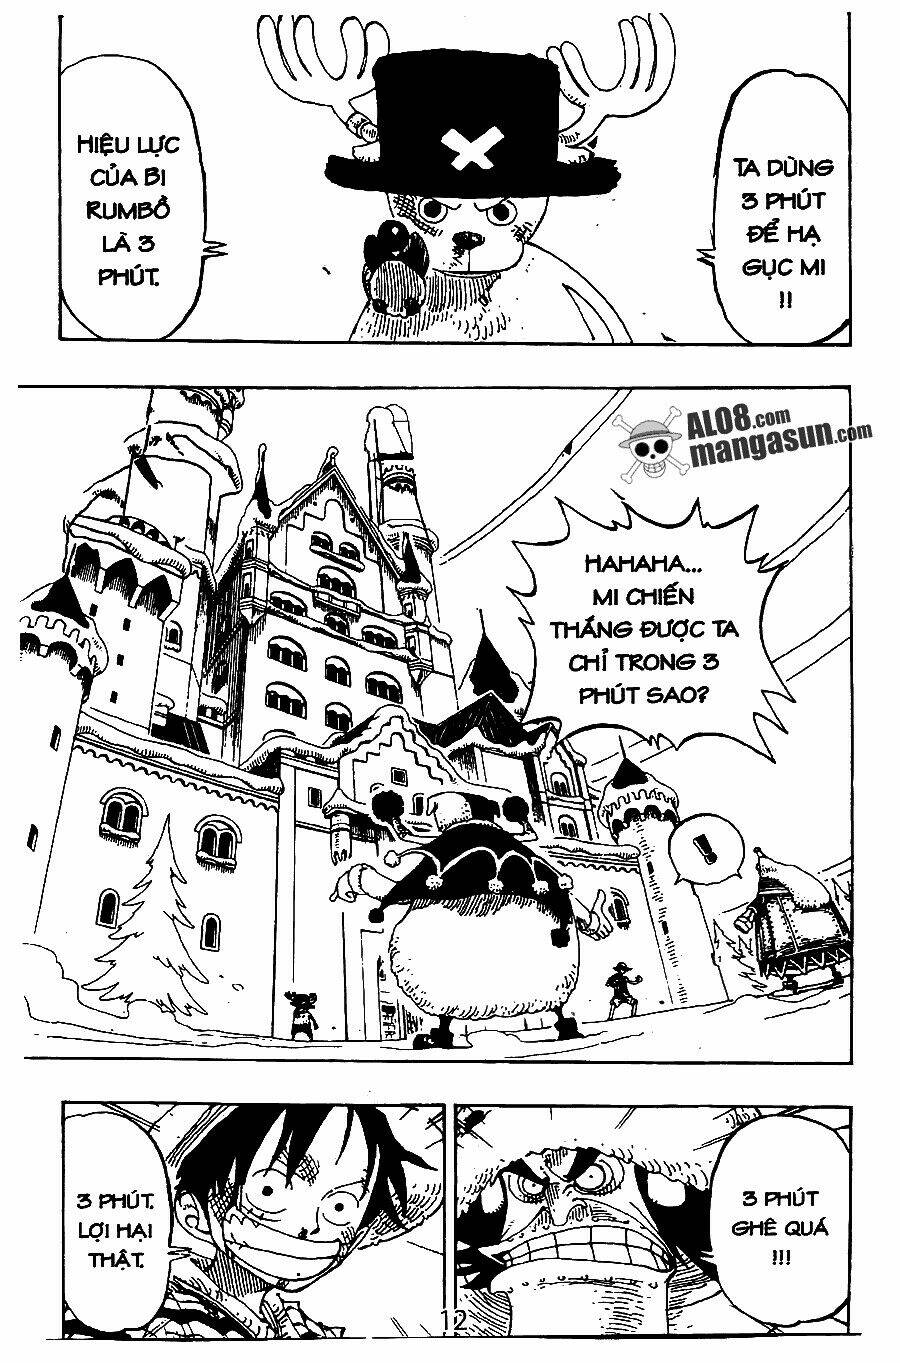 HIỆU LỰC
CỦA BI
RUMBỒ
LÀ 3
PHÚT.
TA DÙNG
3 PHÚT
ĐỂ HẠ
GỤC MI
!!
ALO8.com
mangasun.com
HAHAHA...
MI CHIẾN
THẮNG ĐƯỢC TA
CHỈ TRONG 3
PHÚT SAO?
!
3 PHÚT.
LỢI HẠI
THẬT.
3 PHÚT
GHÊ QUÁ
!!!
12